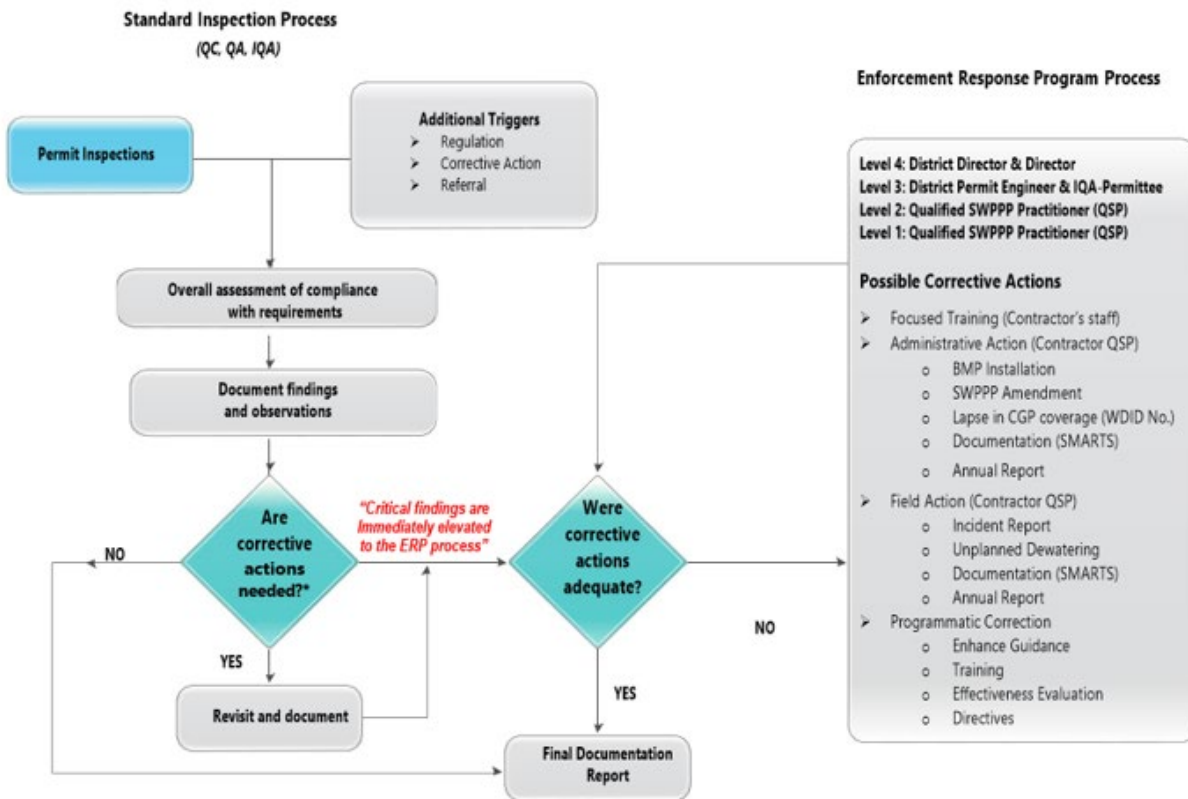 Standard Inspection Process
(QC, QA, IQA)
Permit Inspections
Additional Triggers
➢ Regulation
➢ Corrective Action
➢ Referral
Overall assessment of compliance
with requirements
Document findings
and observations
Are
corrective
actions
needed?*
NO
YES
Revisit and document
"Critical findings are
Immediately elevated
to the ERP process"
Were
corrective
actions
adequate?
NO
YES
Final Documentation
Report
Enforcement Response Program Process
Level 4: District Director & Director
Level 3: District Permit Engineer & IQA-Permittee
Level 2: Qualified SWPPP Practitioner (QSP)
Level 1: Qualified SWPPP Practitioner (QSP)
Possible Corrective Actions
➢ Focused Training (Contractor's staff)
➢ Administrative Action (Contractor QSP)
o BMP Installation
o SWPPP Amendment
o Lapse in CGP coverage (WDID No.)
o Documentation (SMARTS)
o Annual Report
➢ Field Action (Contractor QSP)
o Incident Report
o Unplanned Dewatering
o Documentation (SMARTS)
o Annual Report
➢ Programmatic Correction
o Enhance Guidance
o Training
o Effectiveness Evaluation
o Directives